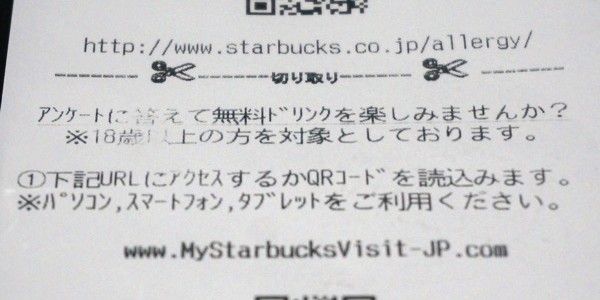 http://www.starbucks.co.jp/allergy/
切り取り
アンケートに答えて無料ドリンクを楽しみませんか?
※18歳以上の方を対象としております。
①下記URLにアクセスするかQRコードを読込みます。
※パソコン,スマートフォン,タブレットをご利用ください。
www.MyStarbucksVisit-JP.com